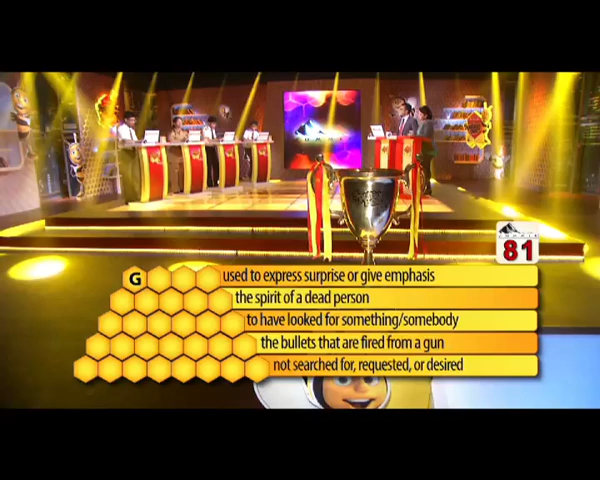 81
G used to express surprise or give emphasis
the spirit of a dead person
to have looked for something/somebody
the bullets that are fired from a gun
not searched for, requested, or desired